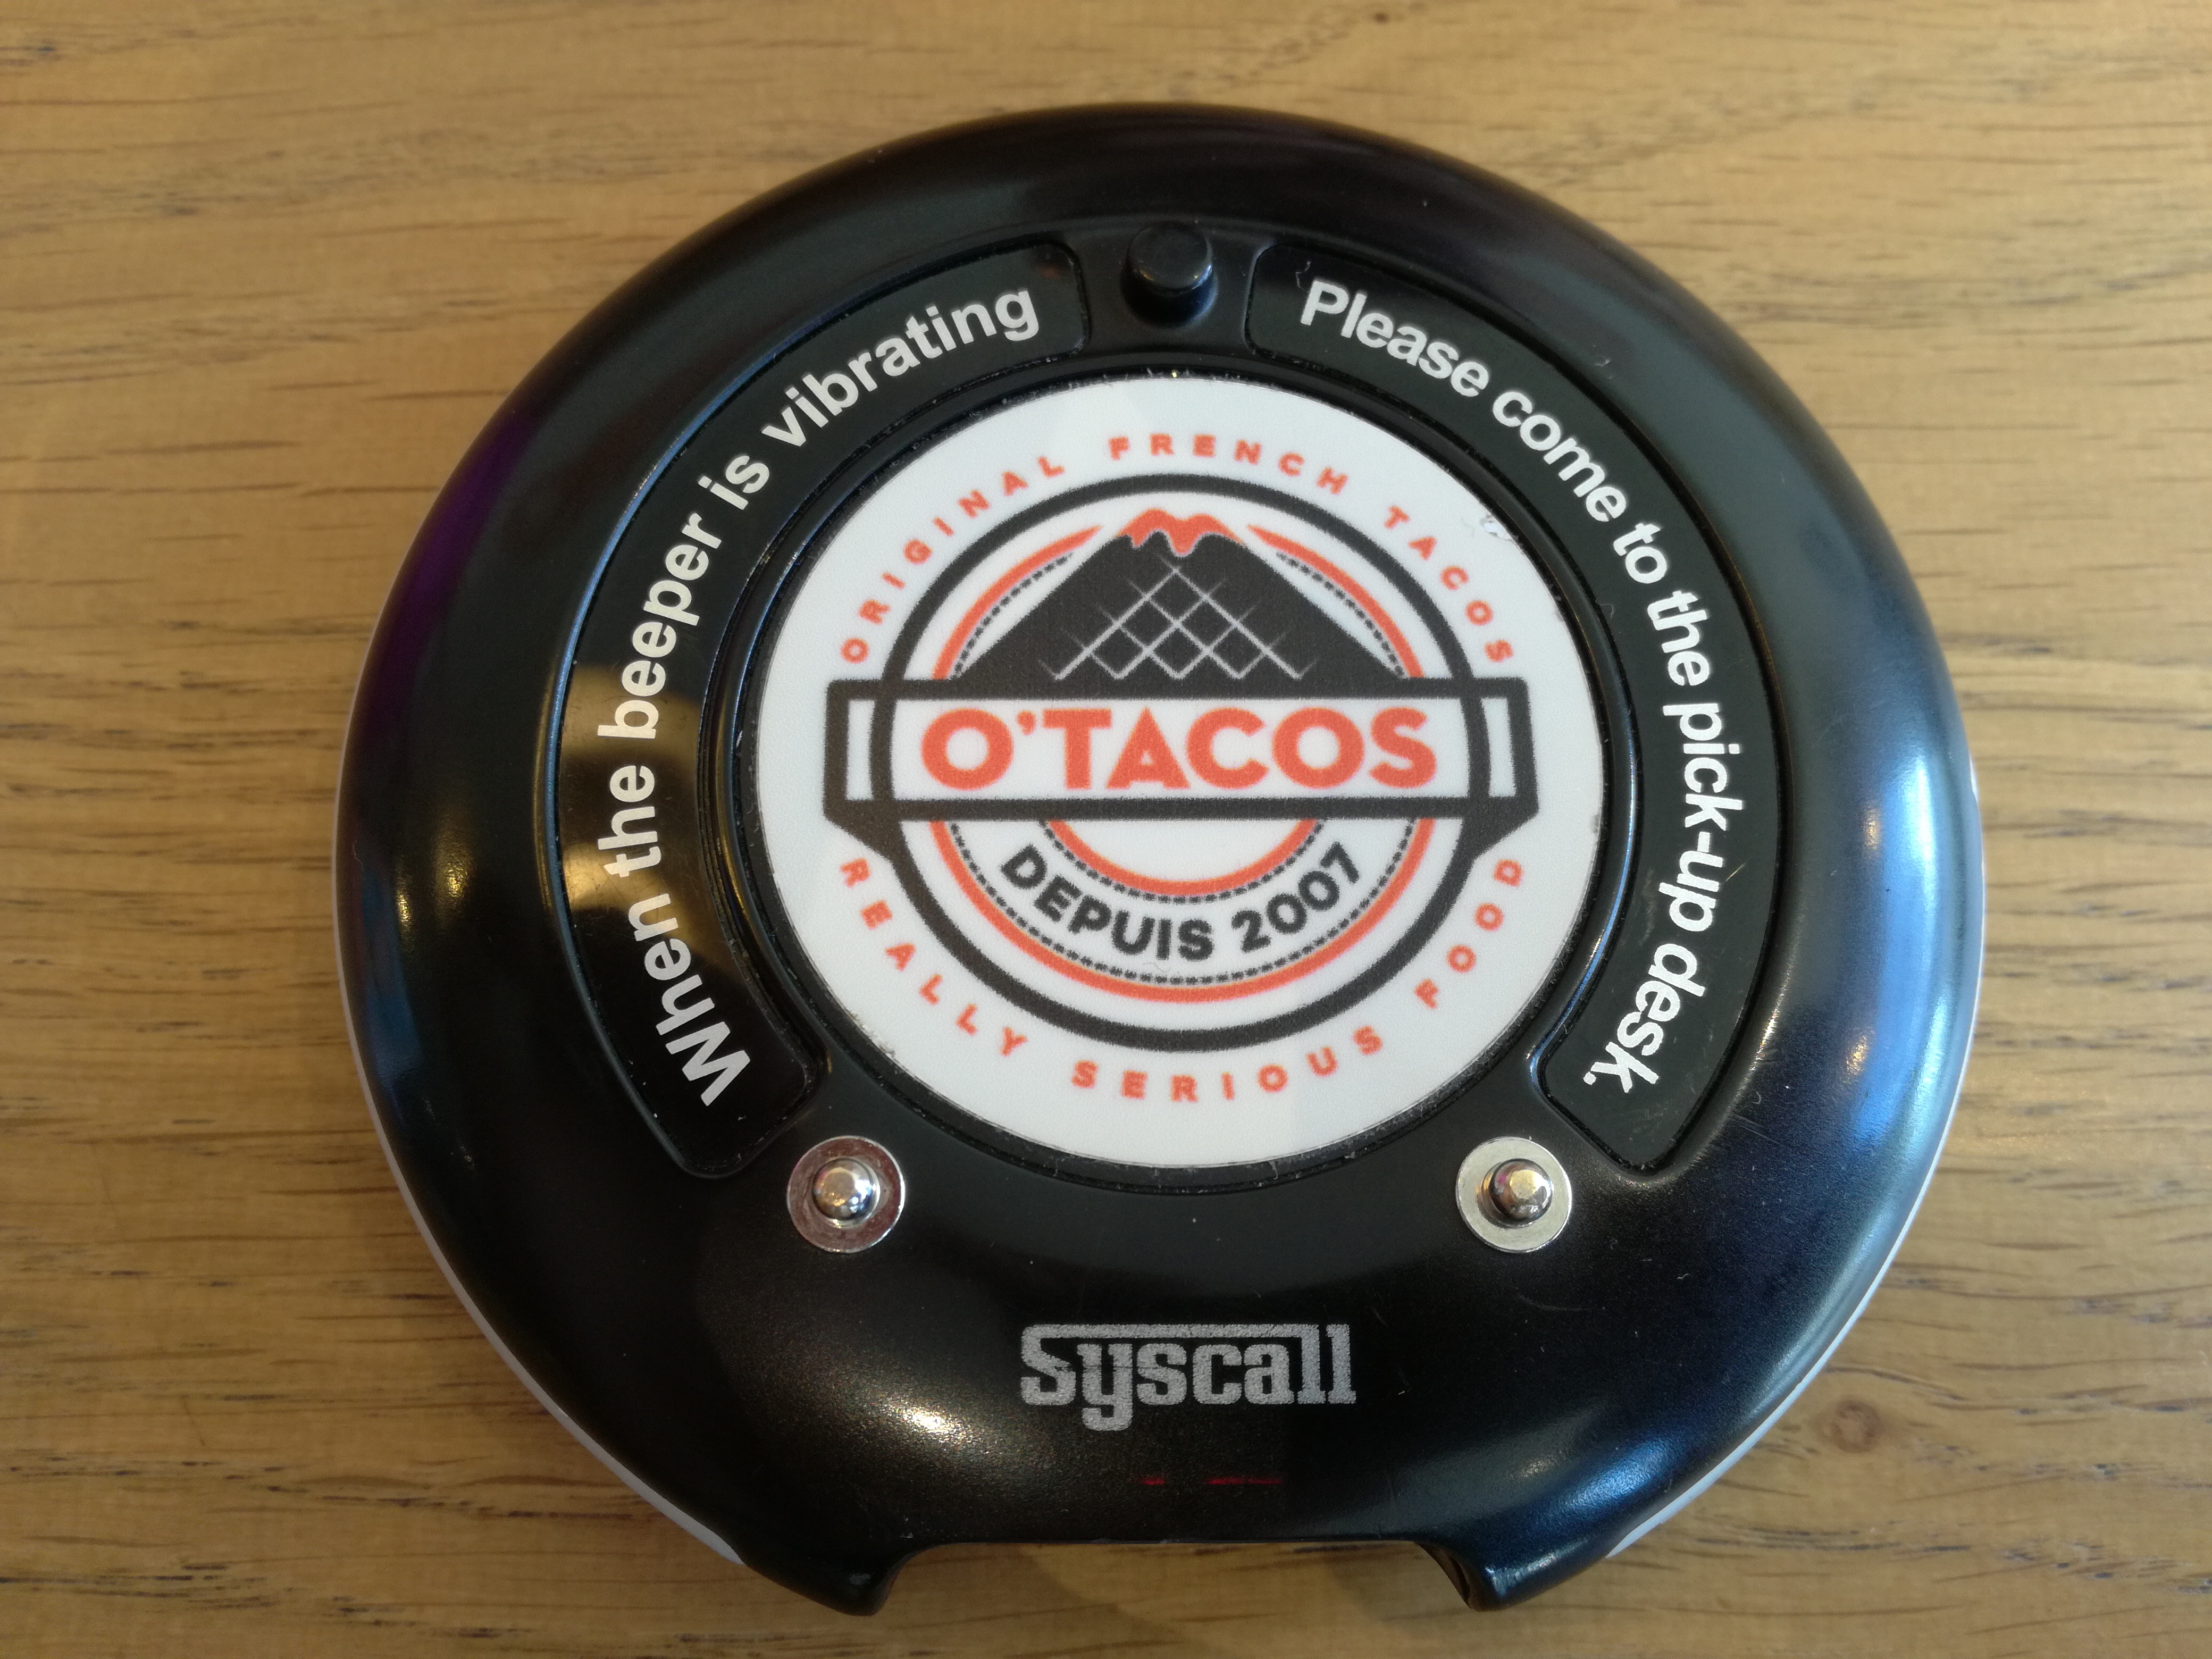 When the beeper is vibrating
Please come to the pick-up desk.
ORIGINAL FRENCH TACOS
O'TACOS
DEPUIS 2007
REALLY SERIOUS FOOD
Syscall